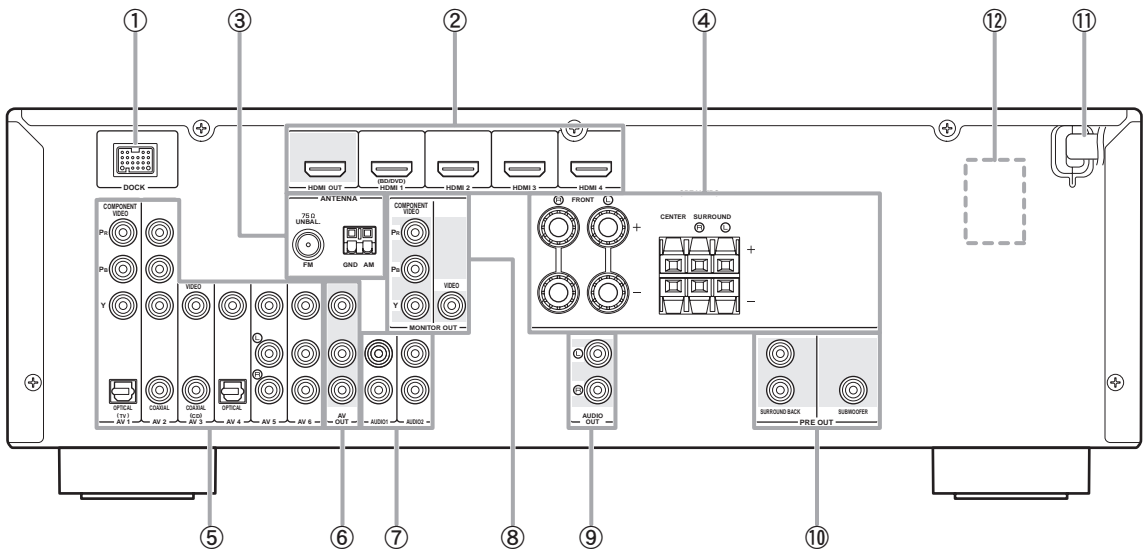 ① ③ ② ④ ⑫ ⑪
DOCK
HDMI OUT
(BD/DVD)
HDMI 1
HDMI 2
HDMI 3
HDMI 4
ANTENNA
75Ω
UNBAL.
FM
GND AM
COMPONENT
VIDEO
PR
PB
Y
VIDEO
MONITOR OUT
R FRONT L
+
−
CENTER SURROUND
R L
+
−
COMPONENT
VIDEO
PR
PB
Y
VIDEO
L
R
OPTICAL
(TV)
AV 1
COAXIAL
AV 2
COAXIAL
(CD)
AV 3
OPTICAL
AV 4
AV 5
AV 6
AV
OUT
AUDIO1
AUDIO2
L
R
AUDIO
OUT
SURROUND BACK
SUBWOOFER
PRE OUT
⑤ ⑥ ⑦ ⑧ ⑨ ⑩